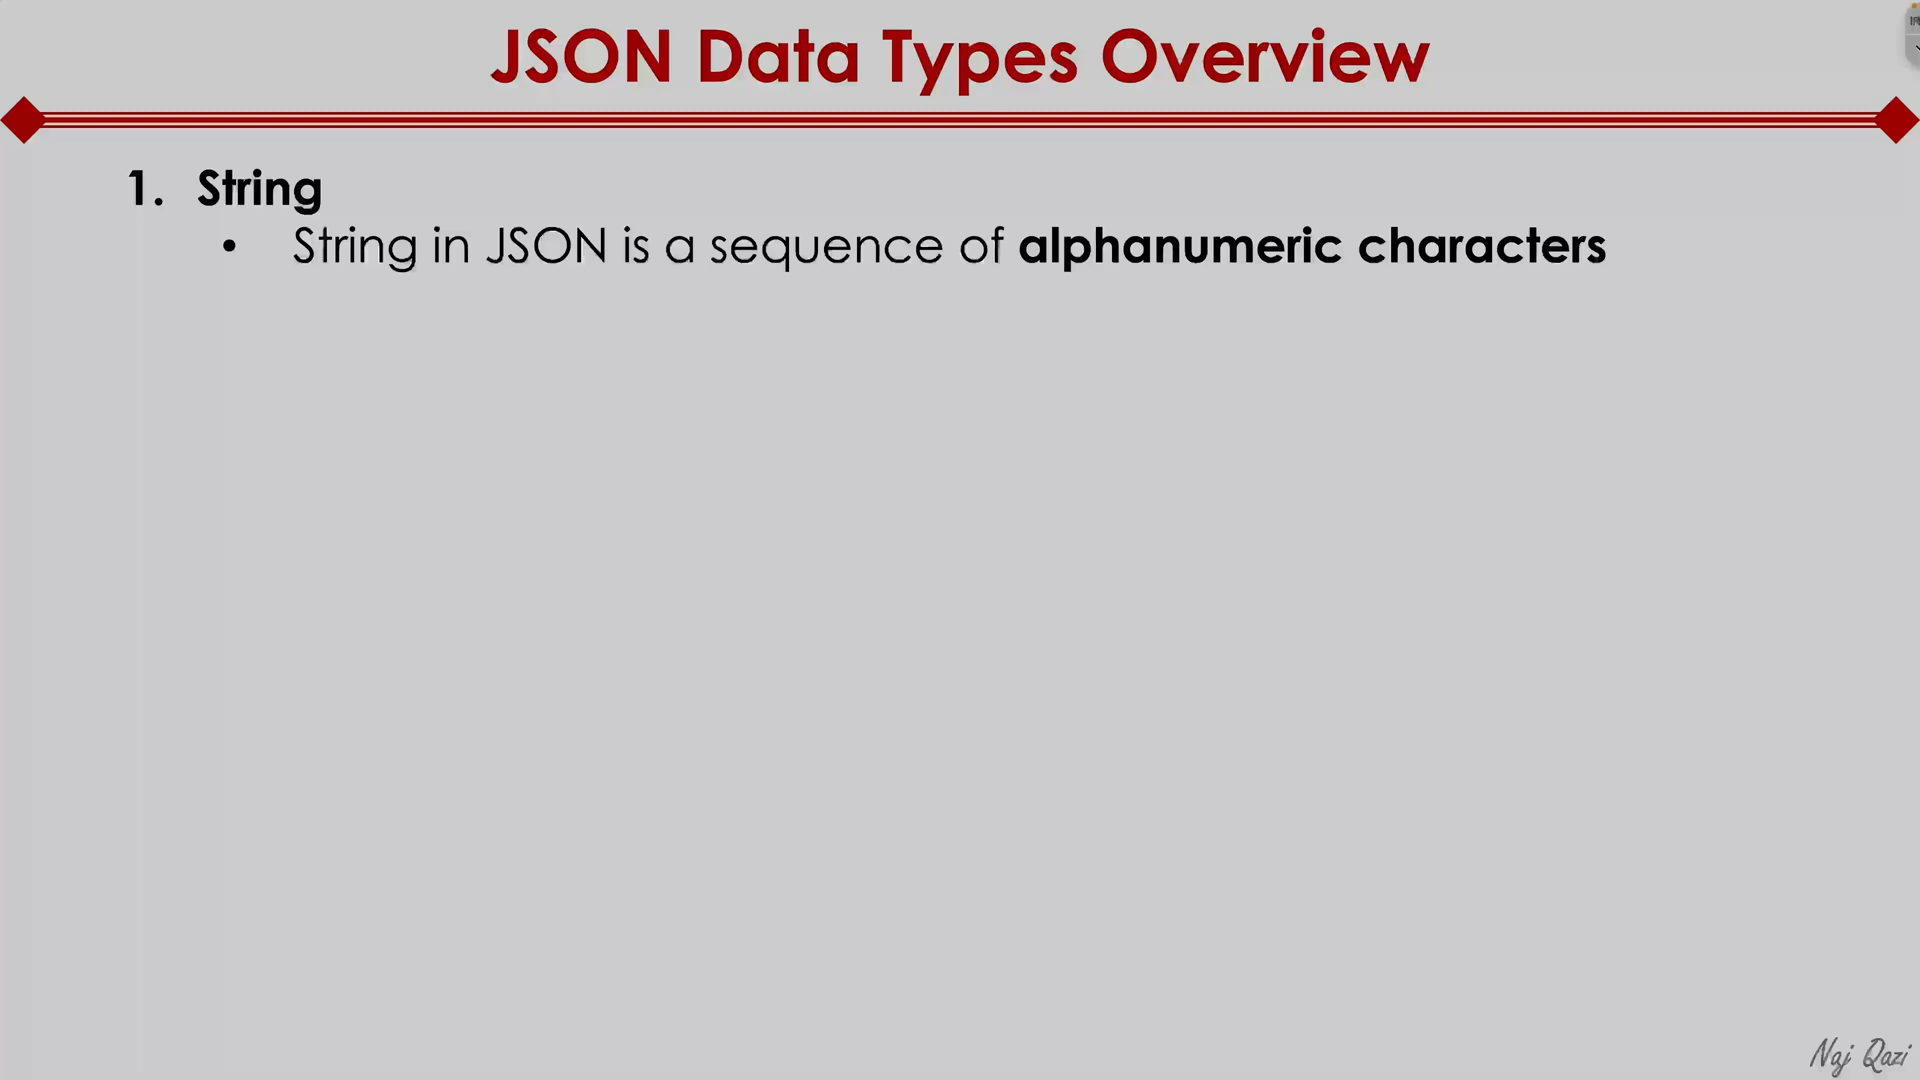 JSON Data Types Overview
1. String
• String in JSON is a sequence of alphanumeric characters
Naj Qazi